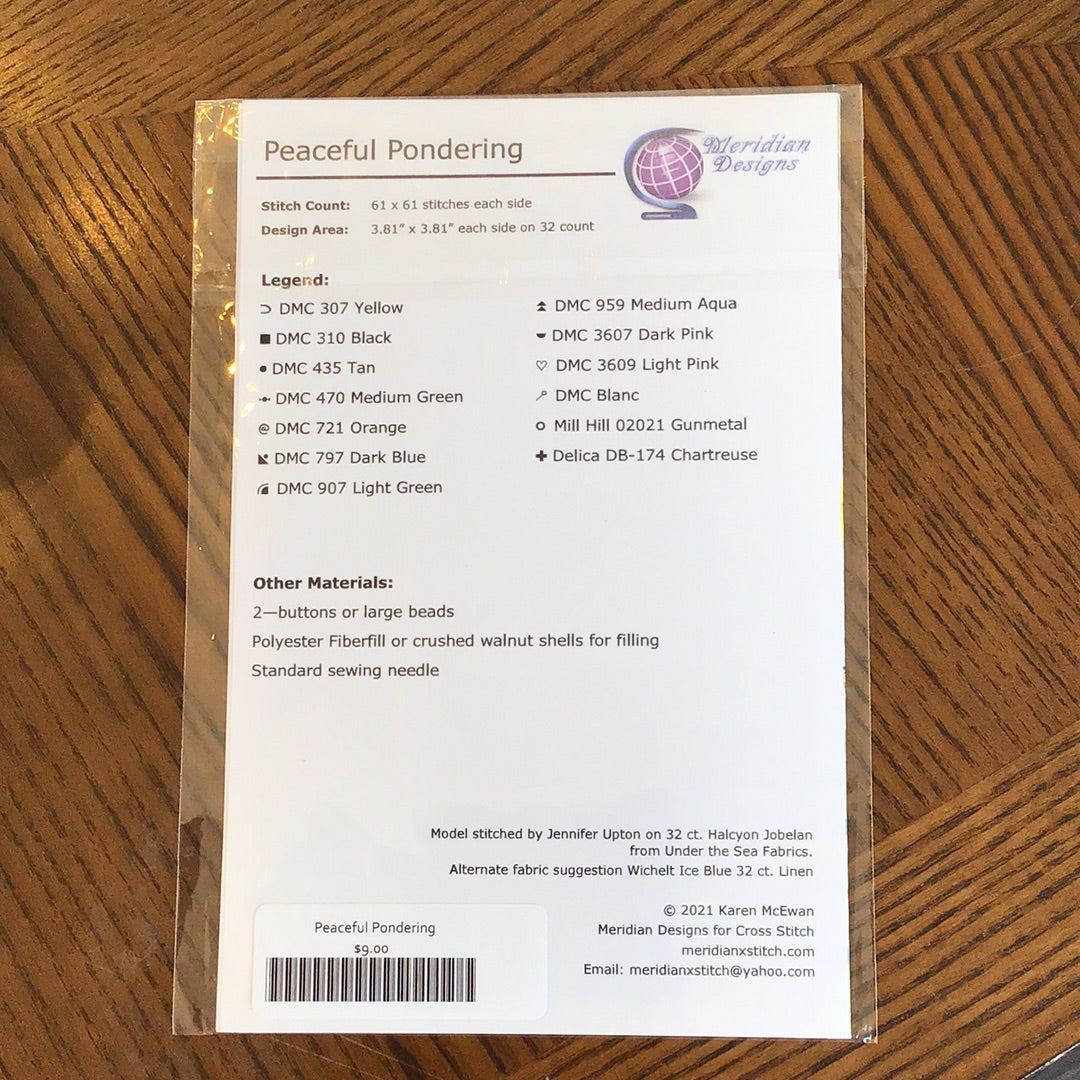 Peaceful Pondering
Meridian
Designs
Stitch Count: 61 x 61 stitches each side
Design Area: 3.81” x 3.81” each side on 32 count
Legend:
DMC 307 Yellow
DMC 310 Black
DMC 435 Tan
DMC 470 Medium Green
@ DMC 721 Orange
DMC 797 Dark Blue
DMC 907 Light Green
DMC 959 Medium Aqua
DMC 3607 Dark Pink
♡ DMC 3609 Light Pink
DMC Blanc
Mill Hill 02021 Gunmetal
Delica DB-174 Chartreuse
Other Materials:
2—buttons or large beads
Polyester Fiberfill or crushed walnut shells for filling
Standard sewing needle
Model stitched by Jennifer Upton on 32 ct. Halcyon Jobelan
from Under the Sea Fabrics.
Alternate fabric suggestion Wichelt Ice Blue 32 ct. Linen
© 2021 Karen McEwan
Meridian Designs for Cross Stitch
meridianxstitch.com
Email: meridianxstitch@yahoo.com
Peaceful Pondering
$9.00